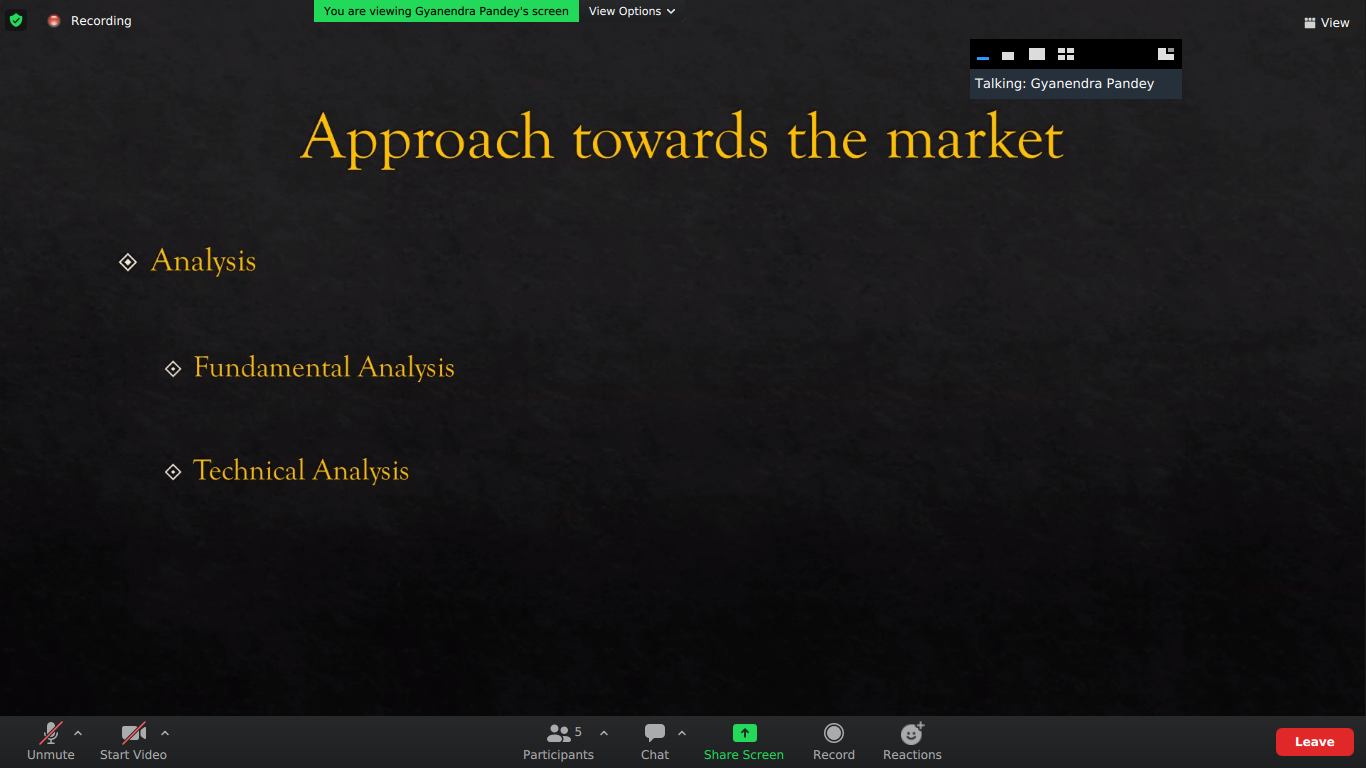 Recording
You are viewing Gyanendra Pandey's screen
View Options
View
Talking: Gyanendra Pandey
Approach towards the market
Analysis
Fundamental Analysis
Technical Analysis
Unmute
Start Video
Participants
5
Chat
Share Screen
Record
Reactions
Leave